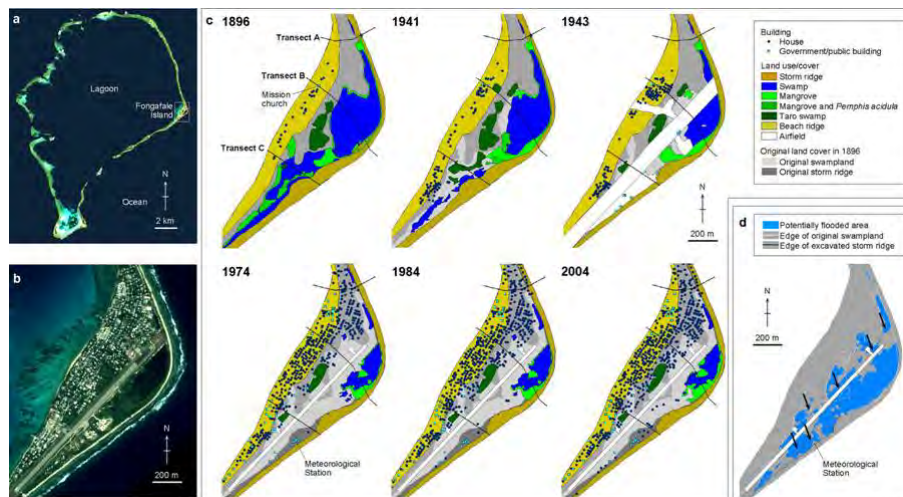 a
Lagoon
Fongafale
Island
Ocean
N
2 km
b
N
200 m
c
1896
Transect A
Transect B
Mission
church
Transect C
1941
1943
200 m
1974
Meteorological
Station
1984
2004
Building
House
Government/public building
Land use/cover
Storm ridge
Swamp
Mangrove
Mangrove and Pemphis acidula
Taro swamp
Beach ridge
Airfield
Original land cover in 1896
Original swampland
Original storm ridge
N
200 m
d
Potentially flooded area
Edge of original swampland
Edge of excavated storm ridge
N
200 m
Meteorological
Station